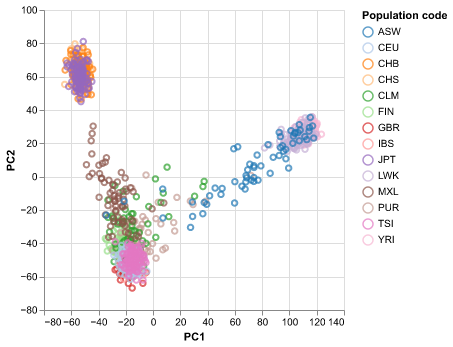 Population code
ASW
CEU
CHB
CHS
CLM
FIN
GBR
IBS
JPT
LWK
MXL
PUR
TSI
YRI
100
80
60
40
20
0
−20
−40
−60
−80
PC2
−80 −60 −40 −20 0 20 40 60 80 100 120 140
PC1